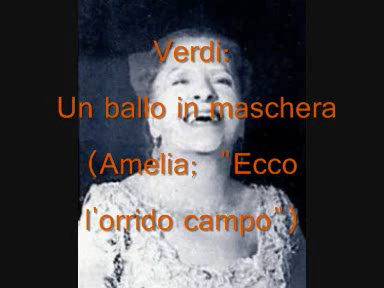 Verdi:
Un ballo in maschera
(Amelia; "Ecco
l'orrido campo")